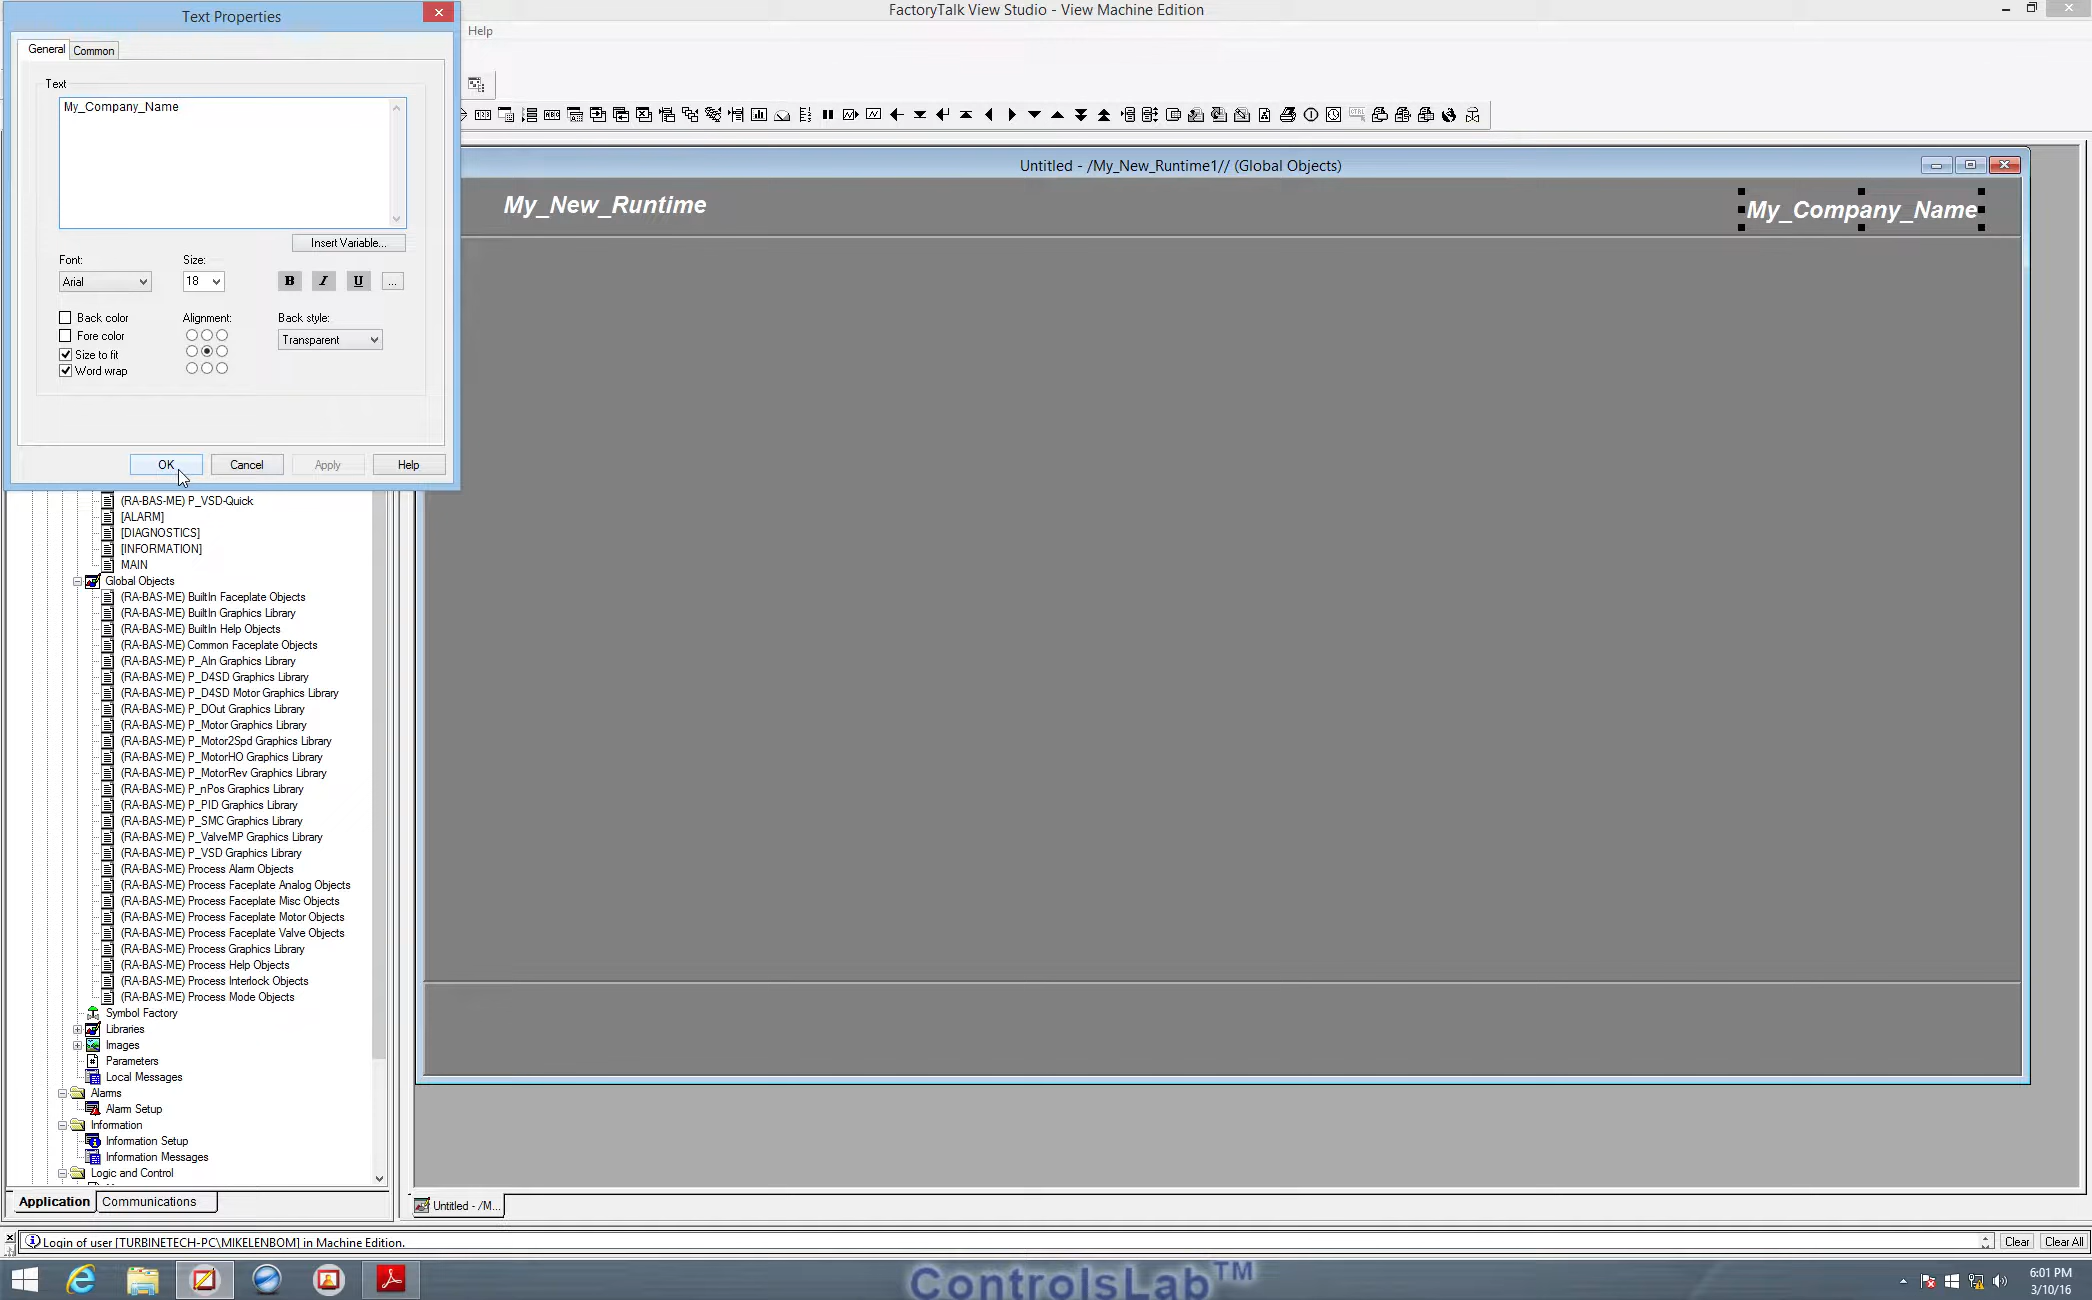 Text Properties
FactoryTalk View Studio - View Machine Edition
Help
General
Common
Text
My_Company_Name
Insert Variable...
Font:
Size:
Arial
18
B
I
U
...
Back color
Fore color
Size to fit
Word wrap
Alignment:
Back style:
Transparent
OK
Cancel
Apply
Help
Untitled - /My_New_Runtime1// (Global Objects)
My_New_Runtime
My_Company_Name
(RA-BAS-ME) P_VSD-Quick
[ALARM]
[DIAGNOSTICS]
[INFORMATION]
MAIN
Global Objects
(RA-BAS-ME) BuiltIn Faceplate Objects
(RA-BAS-ME) BuiltIn Graphics Library
(RA-BAS-ME) BuiltIn Help Objects
(RA-BAS-ME) Common Faceplate Objects
(RA-BAS-ME) P_AIn Graphics Library
(RA-BAS-ME) P_D4SD Graphics Library
(RA-BAS-ME) P_D4SD Motor Graphics Library
(RA-BAS-ME) P_DOut Graphics Library
(RA-BAS-ME) P_Motor Graphics Library
(RA-BAS-ME) P_Motor2Spd Graphics Library
(RA-BAS-ME) P_MotorHO Graphics Library
(RA-BAS-ME) P_MotorRev Graphics Library
(RA-BAS-ME) P_nPos Graphics Library
(RA-BAS-ME) P_PID Graphics Library
(RA-BAS-ME) P_SMC Graphics Library
(RA-BAS-ME) P_ValveMP Graphics Library
(RA-BAS-ME) P_VSD Graphics Library
(RA-BAS-ME) Process Alarm Objects
(RA-BAS-ME) Process Faceplate Analog Objects
(RA-BAS-ME) Process Faceplate Misc Objects
(RA-BAS-ME) Process Faceplate Motor Objects
(RA-BAS-ME) Process Faceplate Valve Objects
(RA-BAS-ME) Process Graphics Library
(RA-BAS-ME) Process Help Objects
(RA-BAS-ME) Process Interlock Objects
(RA-BAS-ME) Process Mode Objects
Symbol Factory
Libraries
Images
Parameters
Local Messages
Alarms
Alarm Setup
Information
Information Setup
Information Messages
Logic and Control
Application
Communications
Untitled - /M...
Login of user [TURBINETECH-PC\MIKELENBOM] in Machine Edition.
Clear
Clear All
ControlsLab™
6:01 PM
3/10/16